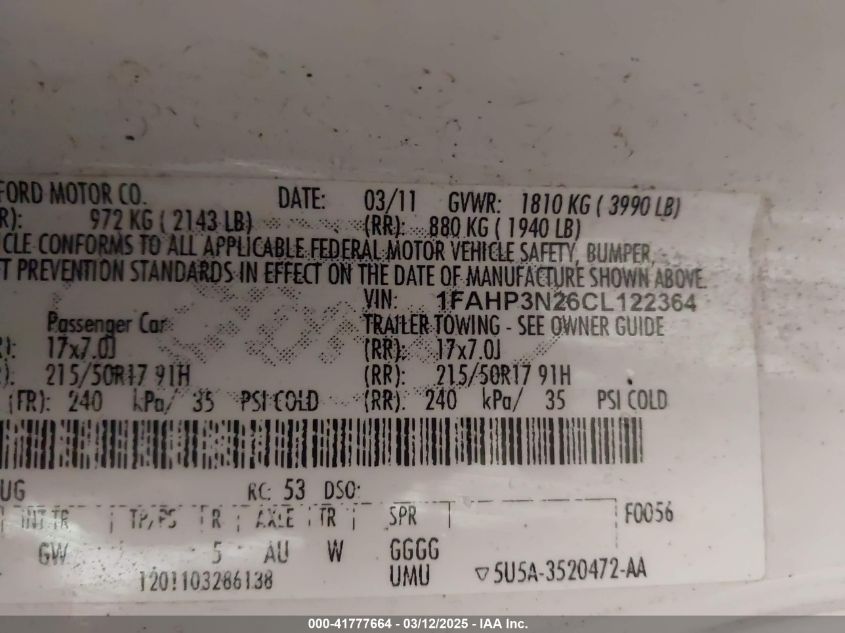 FORD MOTOR CO. DATE: 03/11 GVWR: 1810 KG ( 3990 LB)
R): 972 KG ( 2143 LB) (RR): 880 KG ( 1940 LB)
CLE CONFORMS TO ALL APPLICABLE FEDERAL MOTOR VEHICLE SAFETY, BUMPER,
T PREVENTION STANDARDS IN EFFECT ON THE DATE OF MANUFACTURE SHOWN ABOVE.
VIN: 1FAHP3N26CL122364
Passenger Car TRAILER TOWING - SEE OWNER GUIDE
R): 17x7.0J (RR): 17x7.0J
): 215/50R17 91H (RR): 215/50R17 91H
(FR): 240 kPa/ 35 PSI COLD (RR): 240 kPa/ 35 PSI COLD
UG RC: 53 DSO:
INT TR TP/PS R AXLE TR SPR F0056
GW 5 AU W GGGG
1201103286138 UMU ▽5U5A-3520472-AA
000-41777664 - 03/12/2025 - IAA Inc.